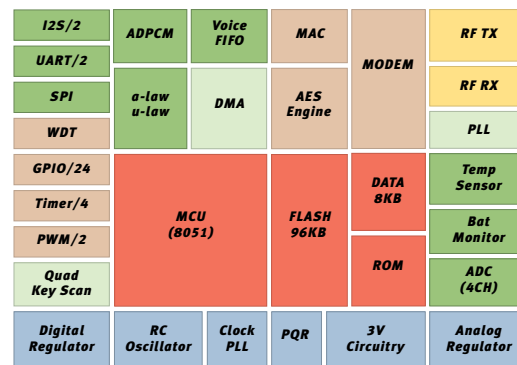 I2S/2
ADPCM
Voice
FIFO
MAC
MODEM
RF TX
UART/2
RF RX
SPI
a-law
u-law
DMA
AES
Engine
WDT
PLL
GPIO/24
MCU
(8051)
FLASH
96KB
DATA
8KB
Temp
Sensor
Timer/4
Bat
Monitor
PWM/2
ROM
Quad
Key Scan
ADC
(4CH)
Digital
Regulator
RC
Oscillator
Clock
PLL
PQR
3V
Circuitry
Analog
Regulator